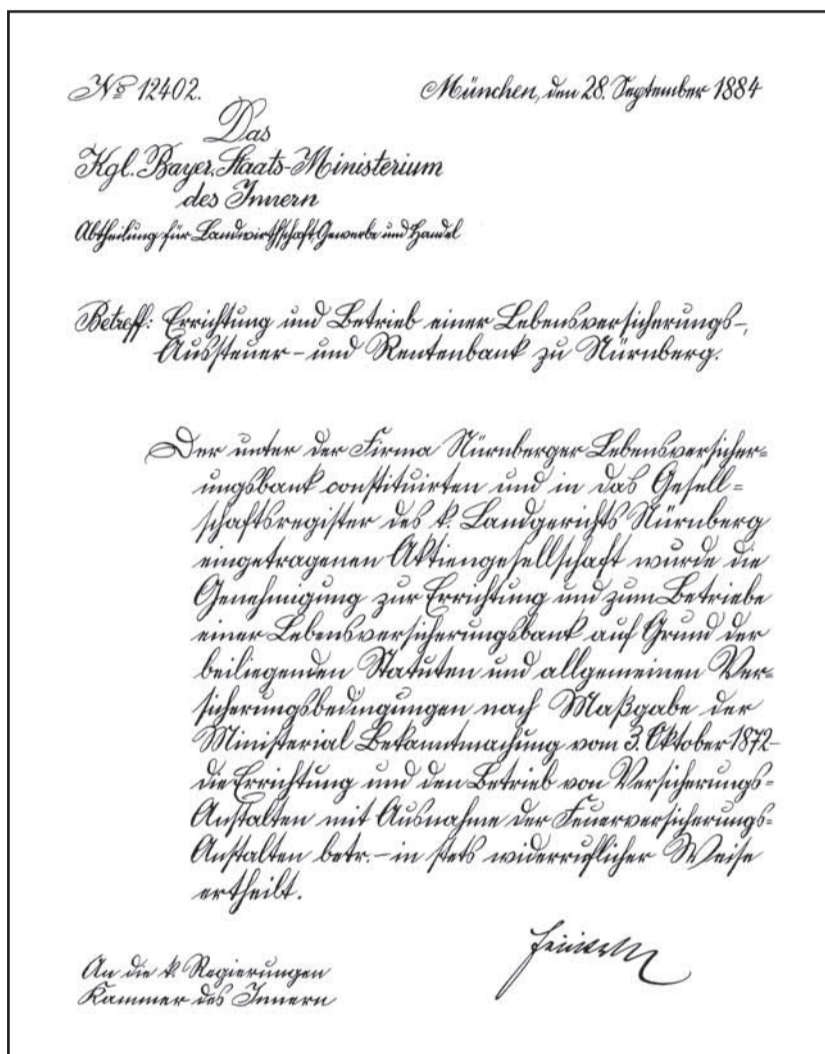 № 12402.
München, den 28. September 1884
Das
Kgl. Bayer. Staats-Ministerium
des Innern
Abtheilung für Landwirthschaft, Gewerbe und Handel
Betreff: Errichtung und Betrieb einer Lebensversicherungs-,
Aussteuer- und Rentenbank zu Nürnberg.
Der unter der Firma Nürnberger Lebensversicher=
ungsbank constituirten und in das Gesell=
schaftsregister des k. Landgerichts Nürnberg
eingetragenen Aktiengesellschaft wurde die
Genehmigung zur Errichtung und zum Betriebe
einer Lebensversicherungsbank auf Grund der
beiliegenden Statuten und allgemeinen Ver=
sicherungsbedingungen nach Maßgabe der
Ministerial Bekanntmachung vom 3. Oktober 1872-
die Errichtung und den Betrieb von Versicherungs=
Anstalten mit Ausnahme der Feuerversicherungs=
Anstalten betr. - in stets widerruflicher Weise
ertheilt.
An die k. Regierungen
Kammer des Innern